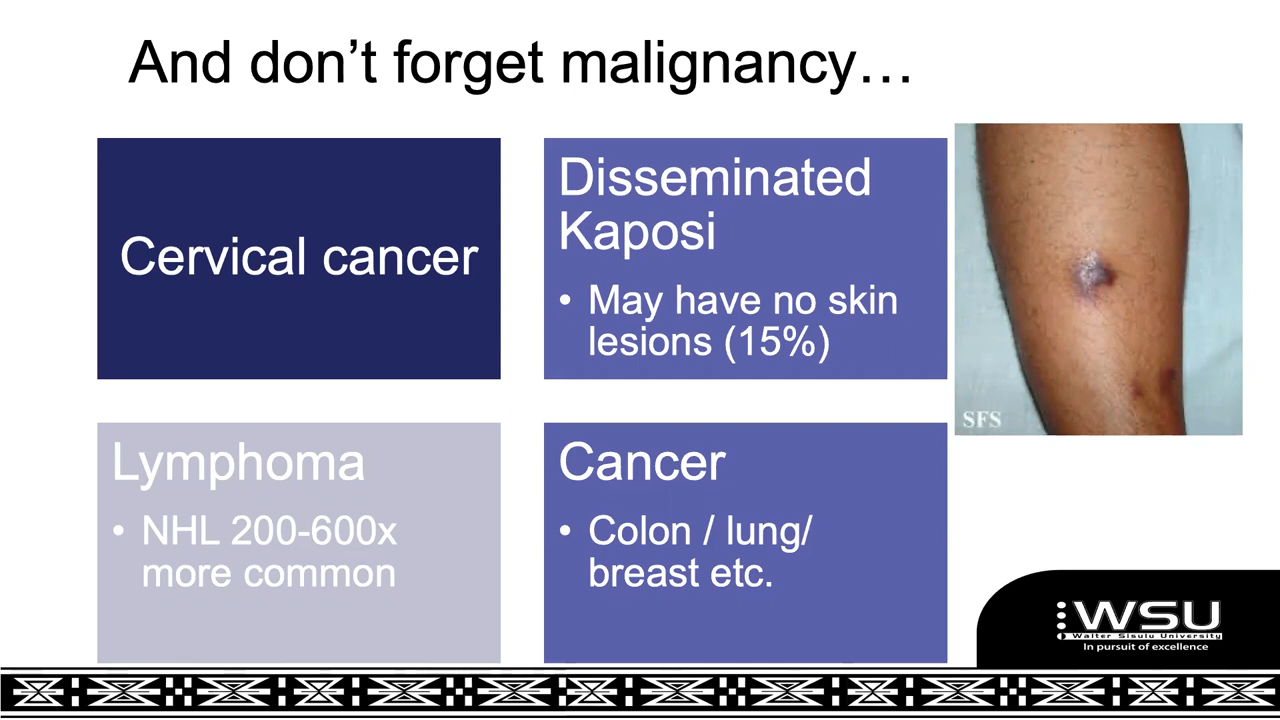 And don’t forget malignancy…
Cervical cancer
Disseminated
Kaposi
• May have no skin
lesions (15%)
SFS
Lymphoma
• NHL 200-600x
more common
Cancer
• Colon / lung/
breast etc.
WSU
Walter Sisulu University
In pursuit of excellence